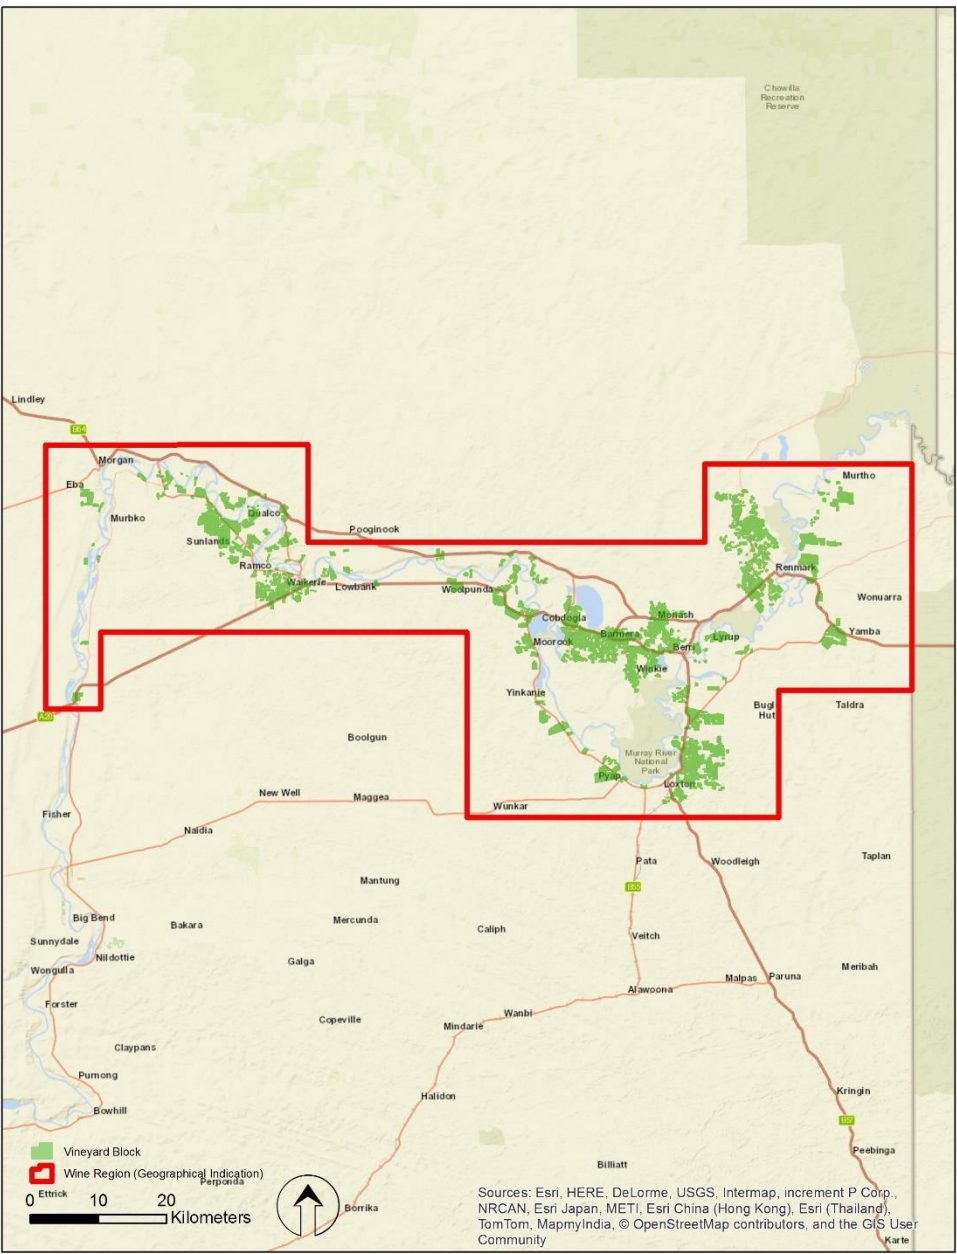 Chowilla
Recreation
Reserve
Lindley
B64
Morgan
Murtho
Eba
Qualco
Murbko
Pooginook
Sunlands
Ramco
Renmark
Waikerie
Lowbank
Woolpunda
Wonuarra
Cobdogla
Monash
Barmera
Lyrup
Yamba
Moorook
Berri
Winkie
Yinkanie
Bugl
Hut
Taldra
A20
Boolgun
Murray River
National
Park
Pyap
Loxton
New Well
Maggea
Wunkar
Fisher
Naidia
Pata
Woodleigh
Taplan
Mantung
B55
Big Bend
Bakara
Mercunda
Caliph
Veitch
Sunnydale
Nildottie
Galga
Wongulla
Meribah
Malpas
Paruna
Alawoona
Forster
Wanbi
Copeville
Mindarie
Claypans
Purnong
Halidon
Kringin
Bowhill
B57
Peebinga
Vineyard Block
Billiatt
Wine Region (Geographical Indication)
Perponda
Ettrick
0 10 20
Kilometers
Borrika
Sources: Esri, HERE, DeLorme, USGS, Intermap, increment P Corp.,
NRCAN, Esri Japan, METI, Esri China (Hong Kong), Esri (Thailand),
TomTom, MapmyIndia, © OpenStreetMap contributors, and the GIS User
Community
Karte